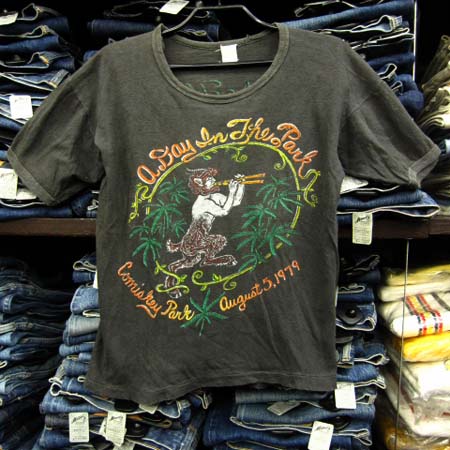 A Day In The Park
Comiskey Park
August 5, 1979